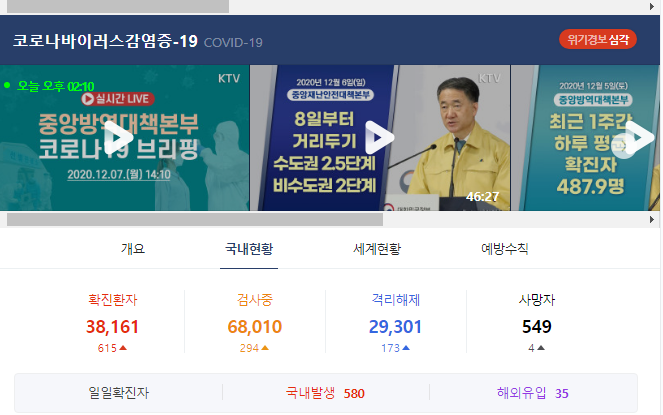 코로나바이러스감염증-19 COVID-19
위기경보 심각
오늘 오후 02:10
KTV
실시간 LIVE
중앙방역대책본부
코로나19 브리핑
2020.12.07.(월) 14:10
2020년 12월 6일(일)
중앙재난안전대책본부
8일부터
거리두기
수도권 2.5단계
비수도권 2단계
KTV
46:27
2020년 12월 5일(토)
중앙방역대책본부
최근 1주간
하루 평균
확진자
487.9명
개요 국내현황 세계현황 예방수칙
확진환자 검사중 격리해제 사망자
38,161 68,010 29,301 549
615 294 173 4
일일확진자 국내발생 580 해외유입 35